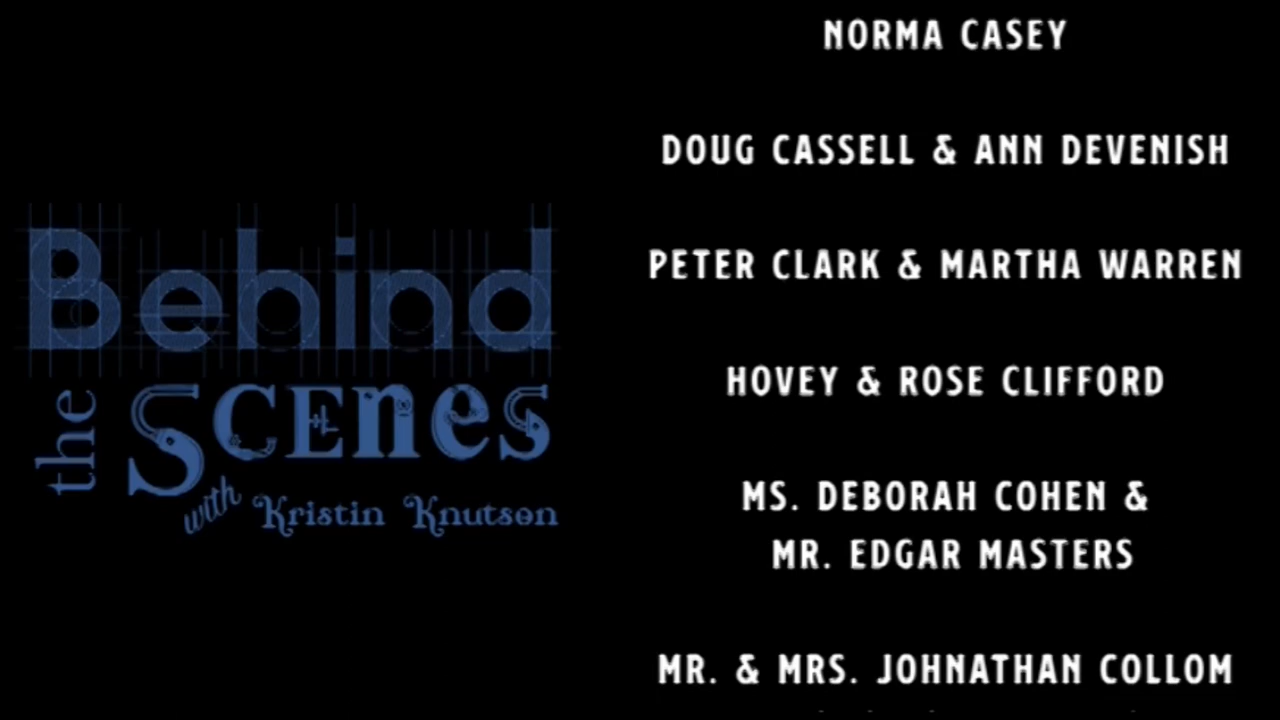 Behind
the Scenes
with Kristin Knutson
NORMA CASEY
DOUG CASSELL & ANN DEVENISH
PETER CLARK & MARTHA WARREN
HOVEY & ROSE CLIFFORD
MS. DEBORAH COHEN &
MR. EDGAR MASTERS
MR. & MRS. JOHNATHAN COLLOM